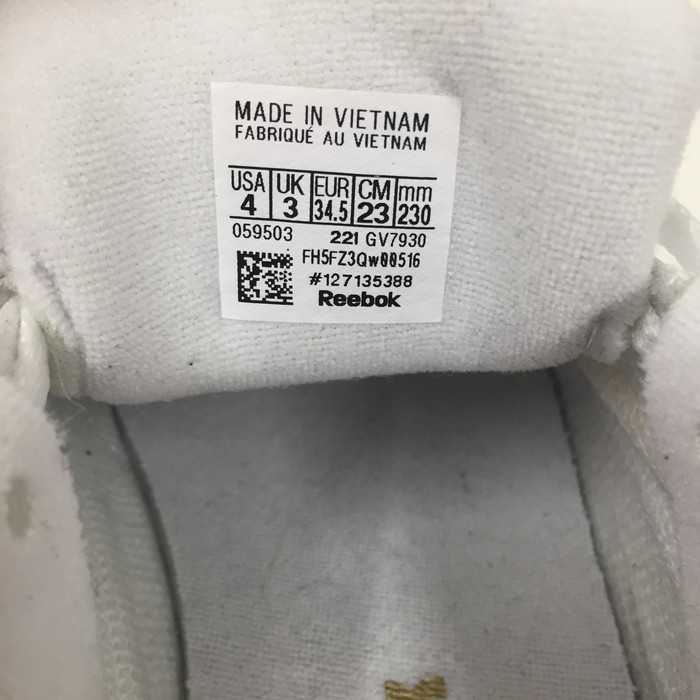 MADE IN VIETNAM
FABRIQUÉ AU VIETNAM
USA UK EUR CM mm
4 3 34.5 23 230
059503 221 GV7930
FH5FZ3Qw00516
#127135388
Reebok